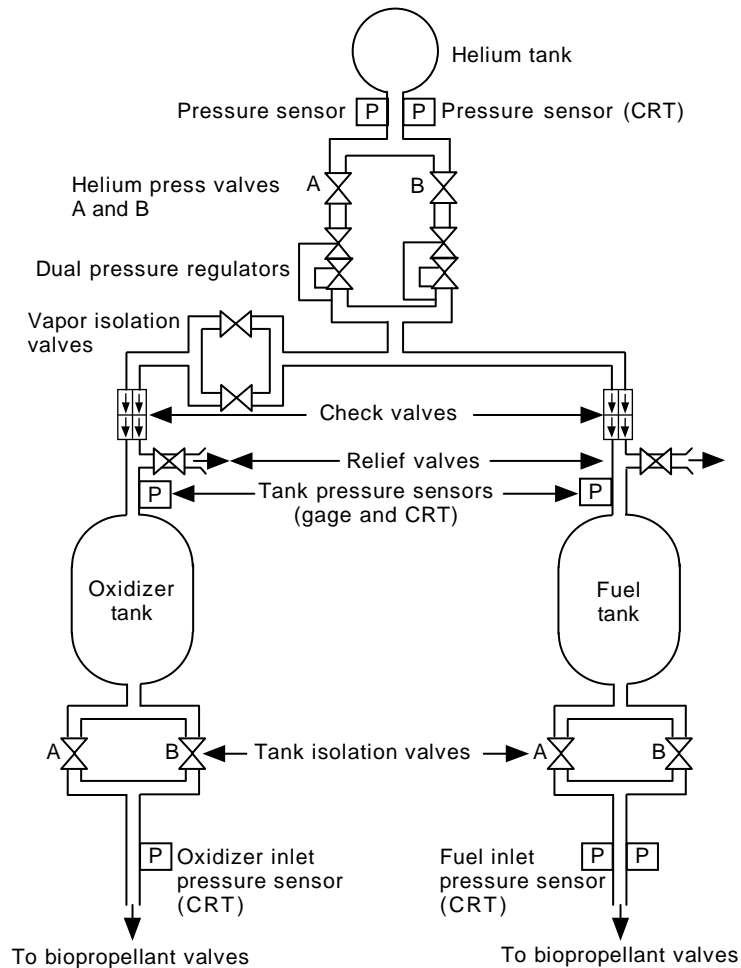 Helium tank
Pressure sensor P P Pressure sensor (CRT)
Helium press valves
A and B
A
B
Dual pressure regulators
Vapor isolation
valves
Check valves
Relief valves
P Tank pressure sensors P
(gage and CRT)
Oxidizer
tank
Fuel
tank
A B Tank isolation valves A B
P Oxidizer inlet
pressure sensor
(CRT)
Fuel inlet P P
pressure sensor
(CRT)
To biopropellant valves
To biopropellant valves